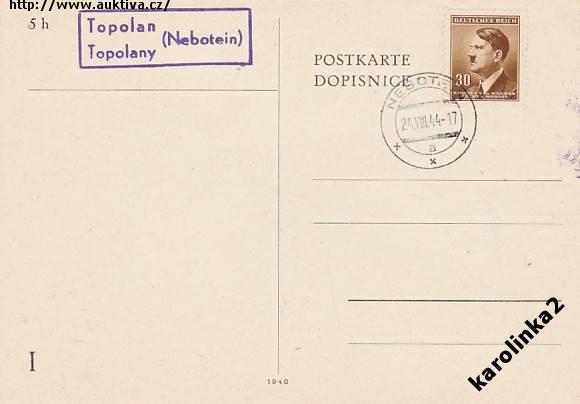 http://www.auktiva.cz/
5 h
Topolan
Topolany
(Nebotein)
POSTKARTE
DOPISNICE
DEUTSCHES REICH
30
24.VIII.44-17
a
I
1940
karolinka2